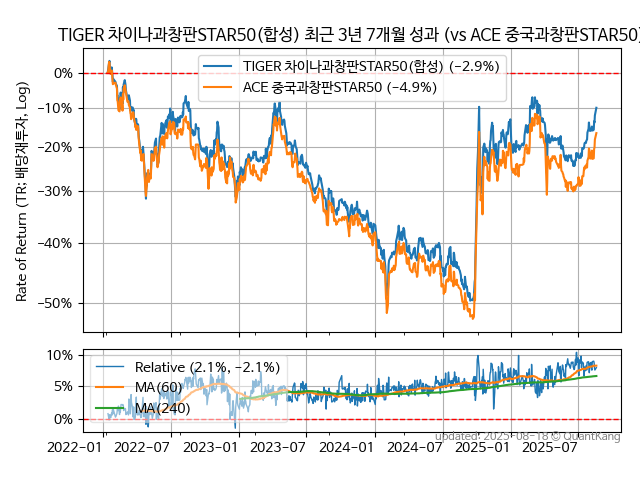 TIGER 차이나과창판STAR50(합성) 최근 3년 7개월 성과 (vs ACE 중국과창판STAR50)
Rate of Return (TR: 배당재투자, Log)
0%
−10%
−20%
−30%
−40%
−50%
TIGER 차이나과창판STAR50(합성) (−2.9%)
ACE 중국과창판STAR50 (−4.9%)
10%
5%
0%
Relative (2.1%, −2.1%)
MA(60)
MA(240)
2022−01
2022−07
2023−01
2023−07
2024−01
2024−07
2025−01
2025−07
updated: 2025-08-18 © QuantKang